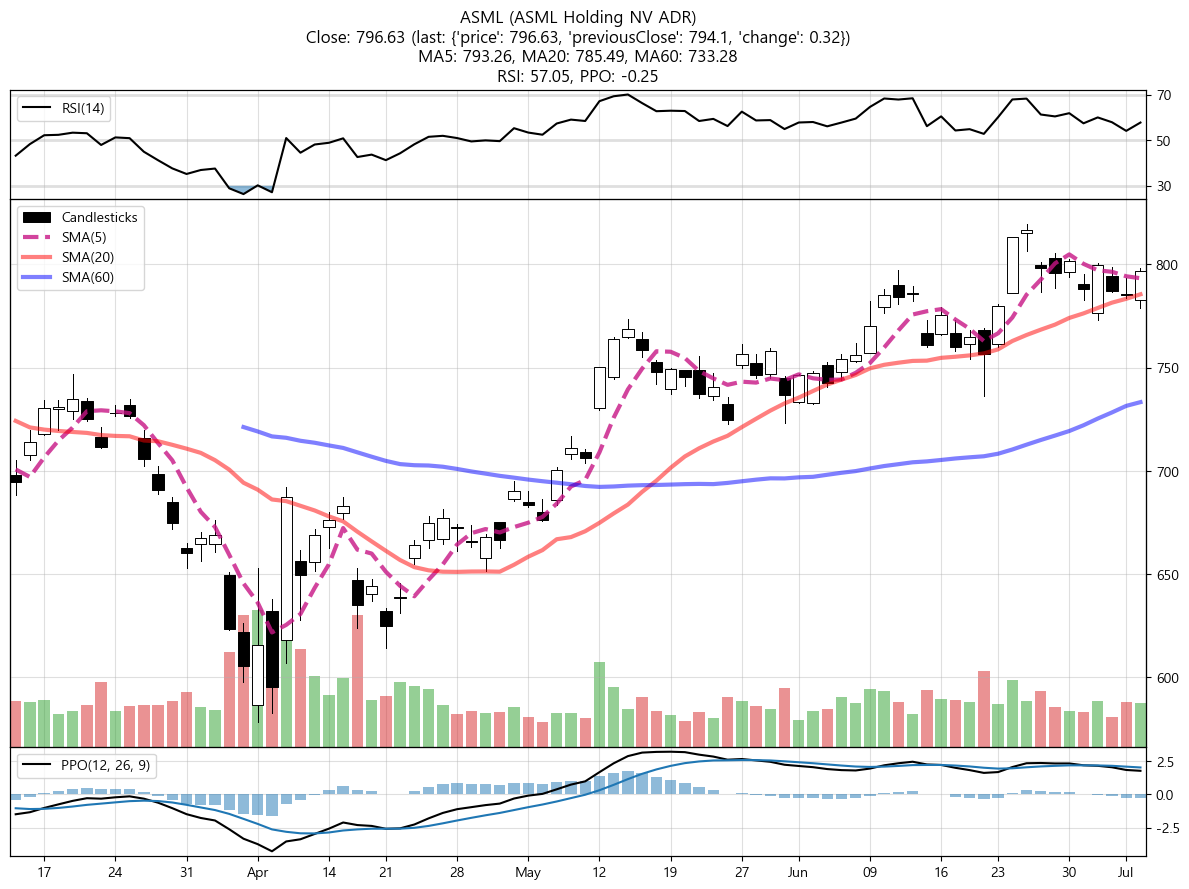 ASML (ASML Holding NV ADR)
Close: 796.63 (last: {'price': 796.63, 'previousClose': 794.1, 'change': 0.32})
MA5: 793.26, MA20: 785.49, MA60: 733.28
RSI: 57.05, PPO: -0.25
RSI(14)
70
50
30
Candlesticks
SMA(5)
SMA(20)
SMA(60)
800
750
700
650
600
PPO(12, 26, 9)
2.5
0.0
−2.5
17 24 31 Apr 14 21 28 May 12 19 27 Jun 09 16 23 30 Jul